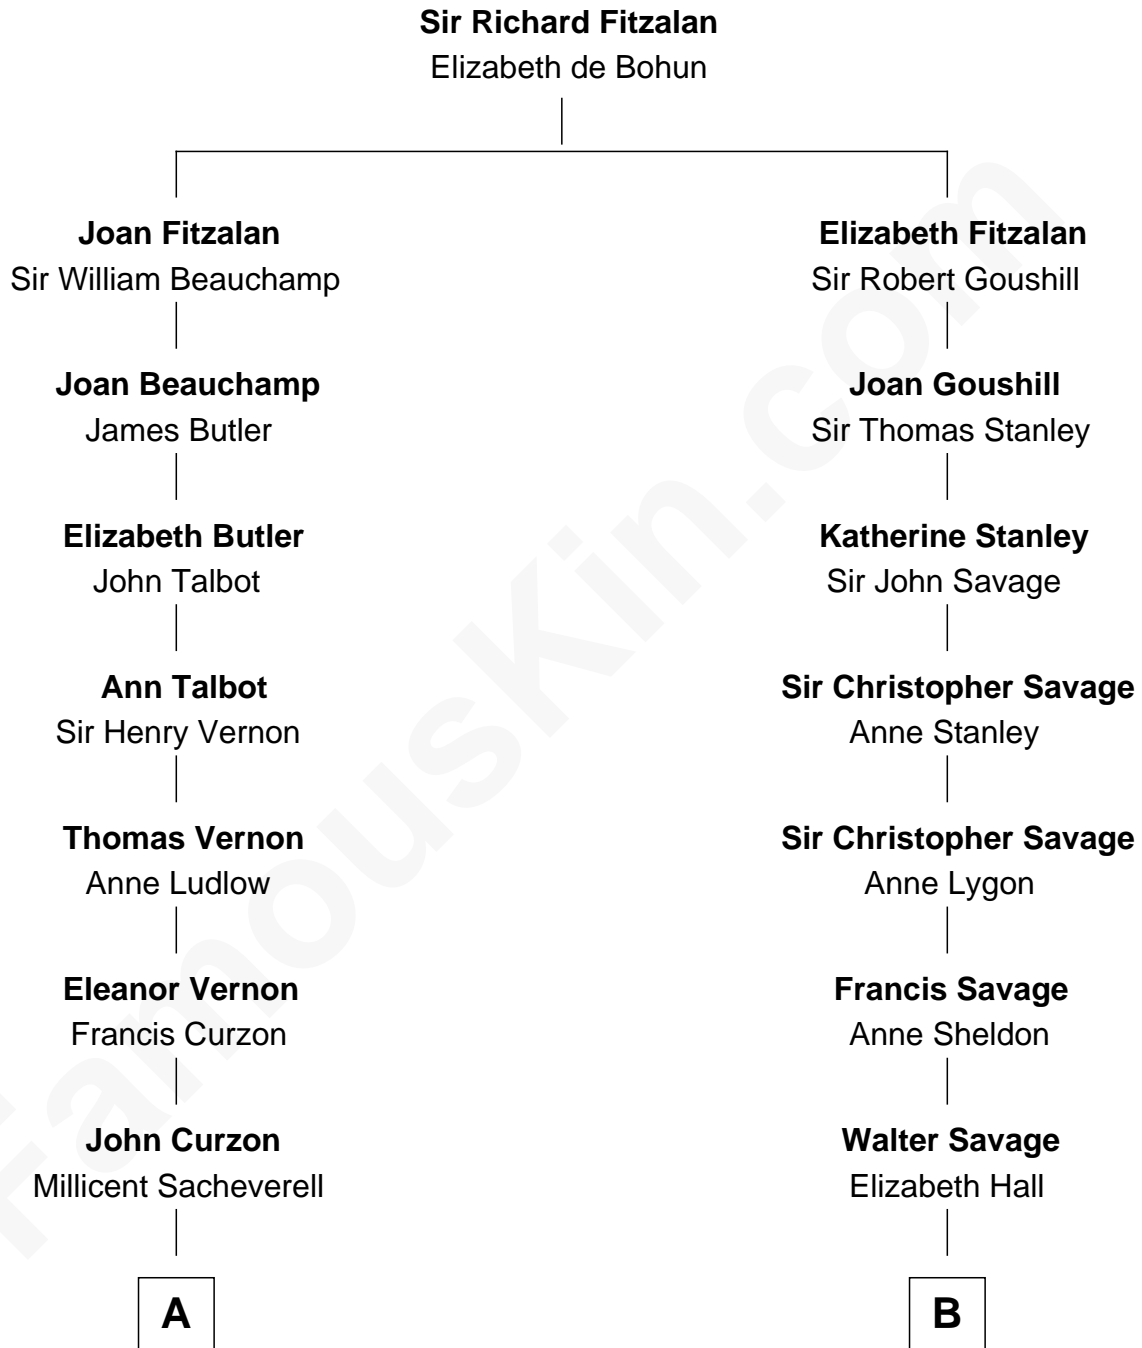 Sir Richard Fitzalan
Elizabeth de Bohun
Joan Fitzalan
Sir William Beauchamp
Elizabeth Fitzalan
Sir Robert Goushill
Joan Beauchamp
James Butler
Joan Goushill
Sir Thomas Stanley
Elizabeth Butler
John Talbot
Katherine Stanley
Sir John Savage
Ann Talbot
Sir Henry Vernon
Sir Christopher Savage
Anne Stanley
Thomas Vernon
Anne Ludlow
Sir Christopher Savage
Anne Lygon
Eleanor Vernon
Francis Curzon
Francis Savage
Anne Sheldon
John Curzon
Millicent Sacheverell
Walter Savage
Elizabeth Hall
A
B
FamousKin.com